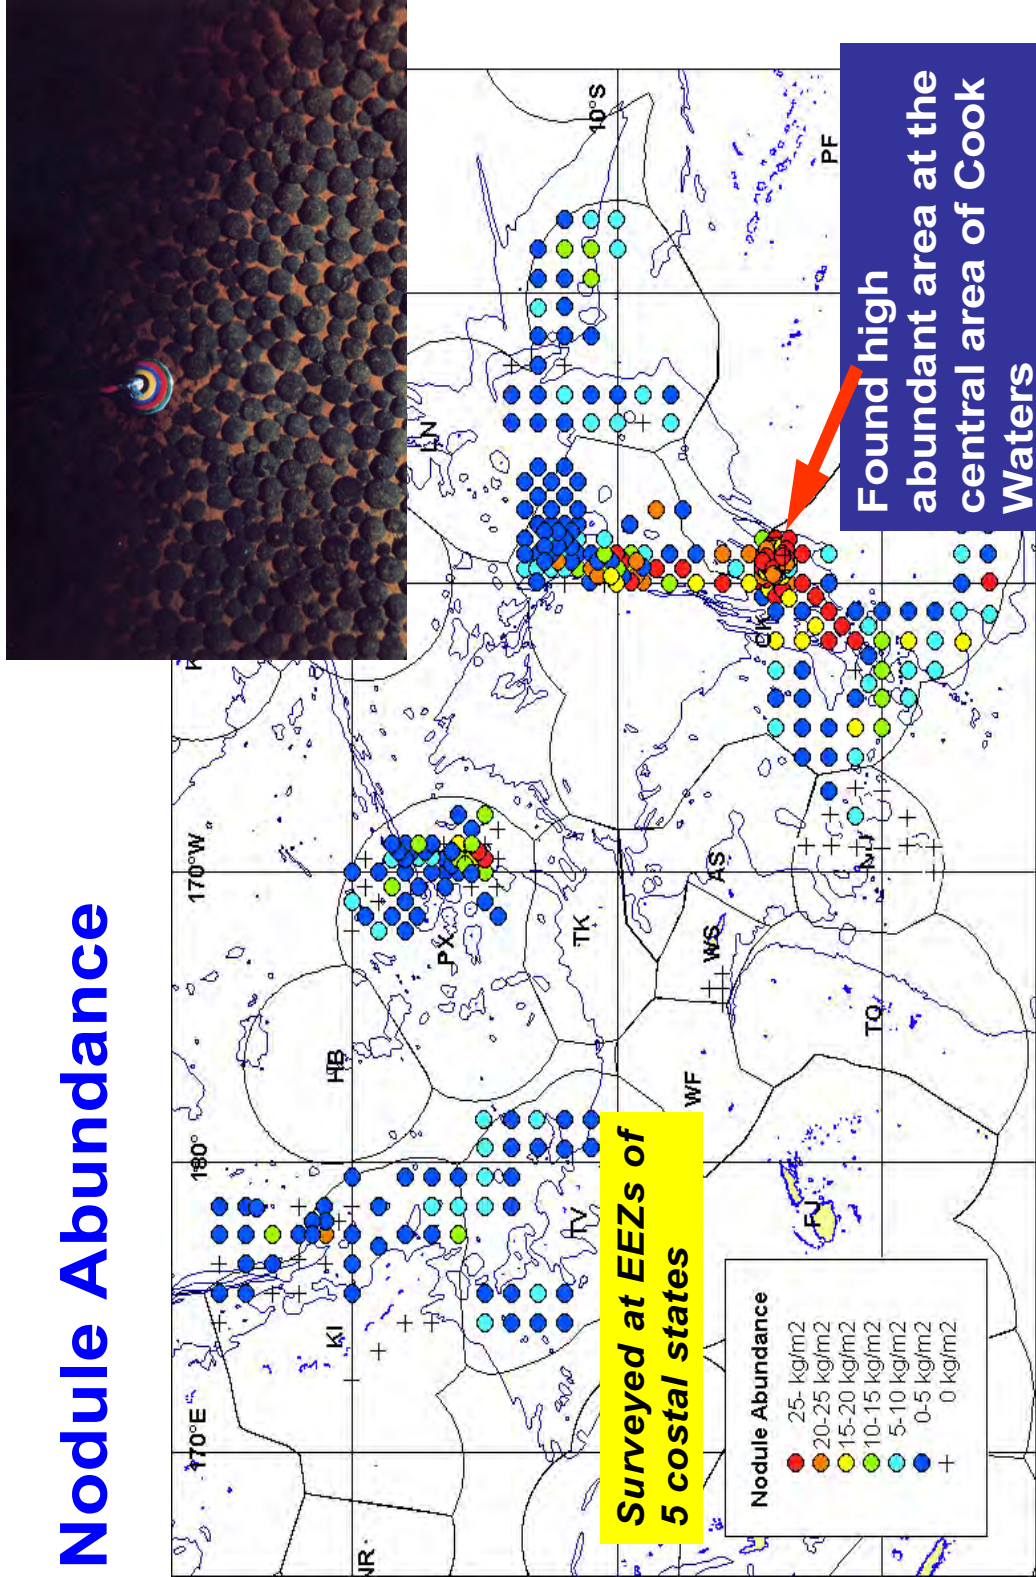 Nodule Abundance
170°E
180°
170°W
10°S
NR
KI
HB
PX
LN
TV
TK
WF
WS
AS
CK
PF
FJ
TO
NU
Surveyed at EEZs of
5 costal states
Found high
abundant area at the
central area of Cook
Waters
Nodule Abundance
25- kg/m2
20-25 kg/m2
15-20 kg/m2
10-15 kg/m2
5-10 kg/m2
0-5 kg/m2
0 kg/m2